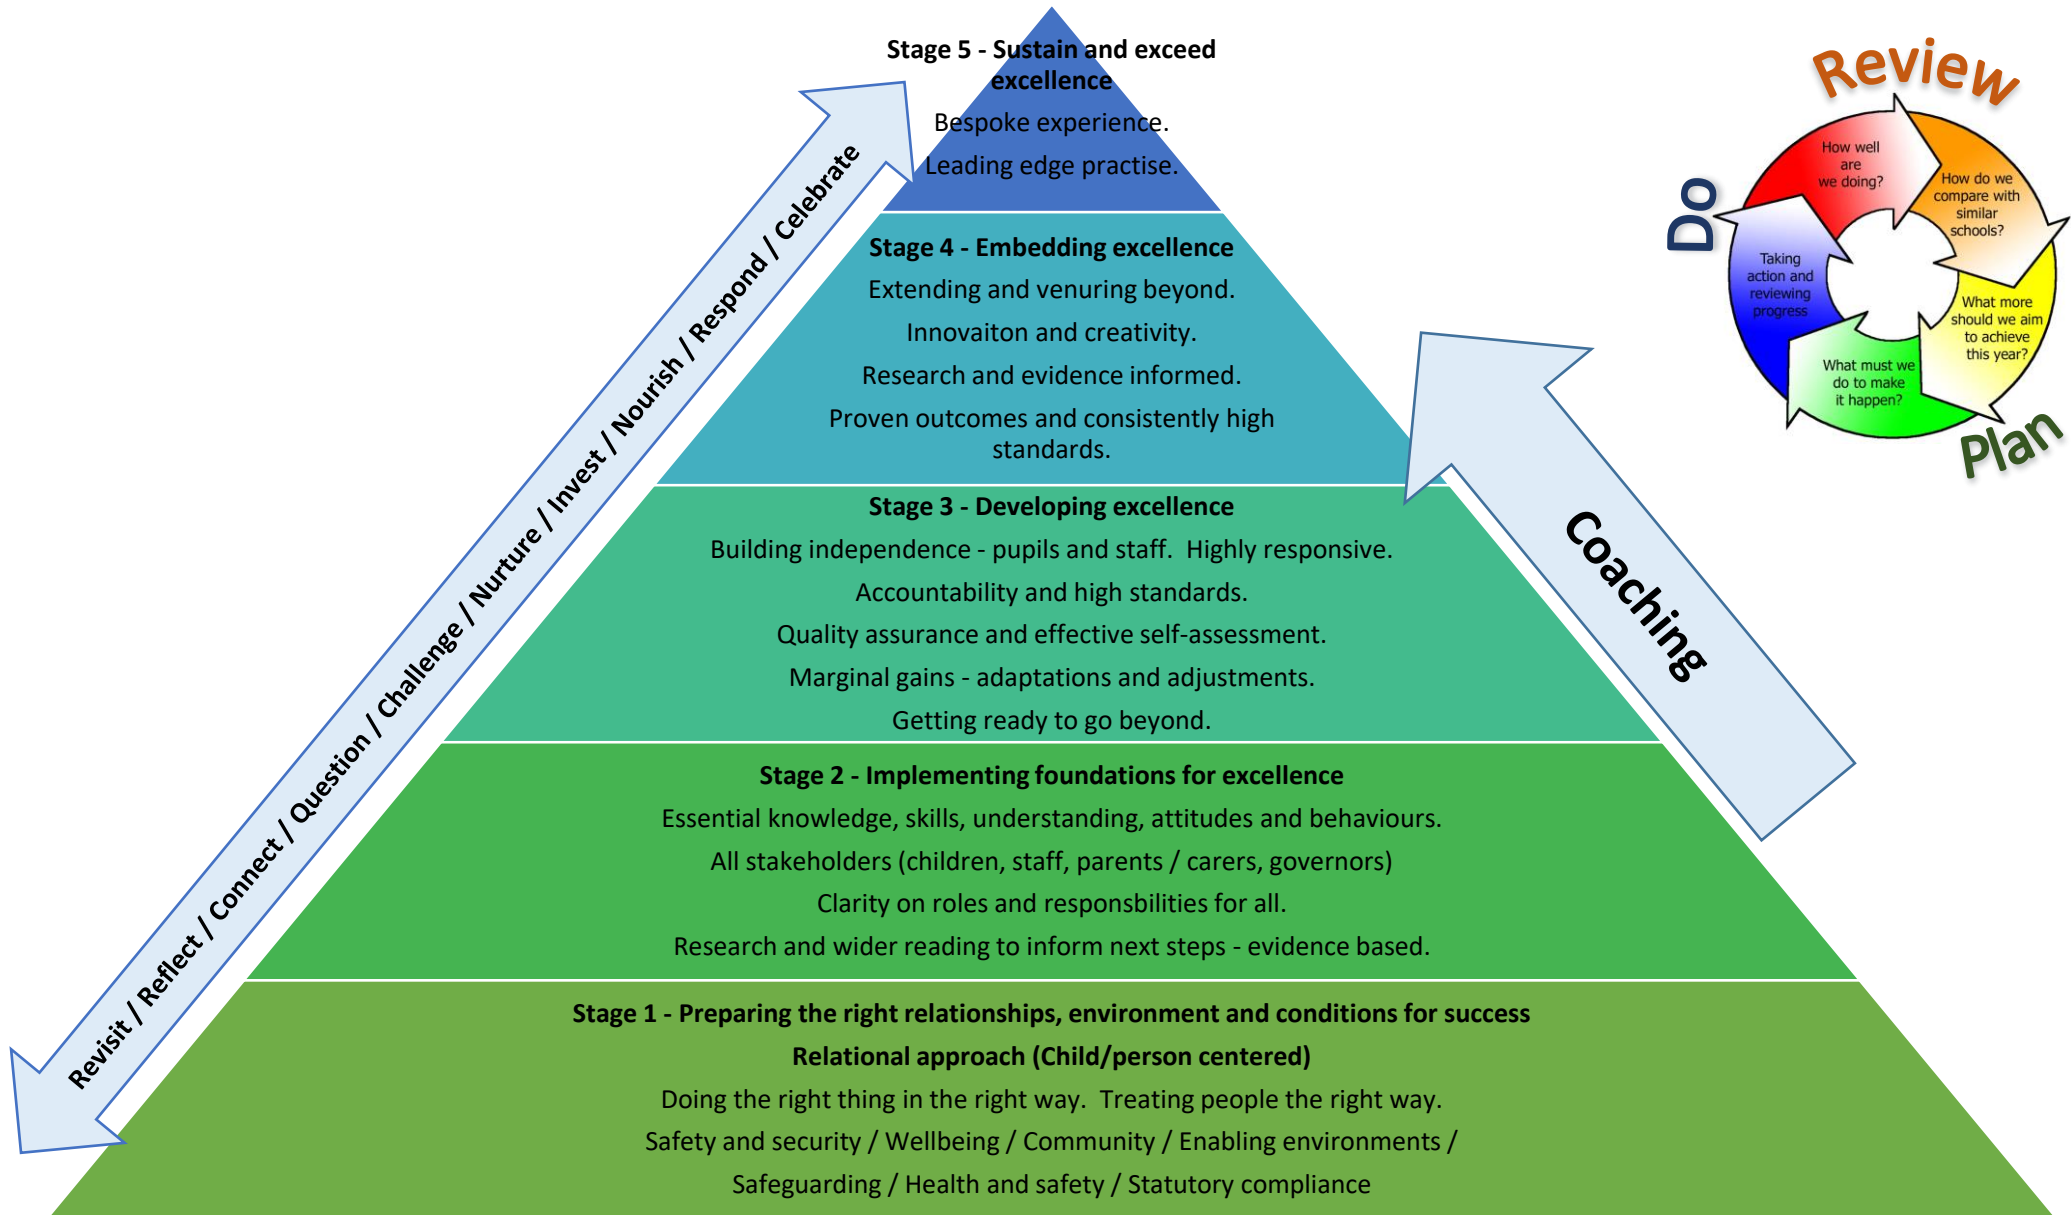 Stage 5 - Sustain and exceed
excellence
Bespoke experience.
Leading edge practise.
Stage 4 - Embedding excellence
Extending and venuring beyond.
Innovaiton and creativity.
Research and evidence informed.
Proven outcomes and consistently high
standards.
Stage 3 - Developing excellence
Building independence - pupils and staff.  Highly responsive.
Accountability and high standards.
Quality assurance and effective self-assessment.
Marginal gains - adaptations and adjustments.
Getting ready to go beyond.
Stage 2 - Implementing foundations for excellence
Essential knowledge, skills, understanding, attitudes and behaviours.
All stakeholders (children, staff, parents / carers, governors)
Clarity on roles and responsbilities for all.
Research and wider reading to inform next steps - evidence based.
Stage 1 - Preparing the right relationships, environment and conditions for success
Relational approach (Child/person centered)
Doing the right thing in the right way.  Treating people the right way.
Safety and security / Wellbeing / Community / Enabling environments /
Safeguarding / Health and safety / Statutory compliance
Revisit / Reflect / Connect / Question / Challenge / Nurture / Invest / Nourish / Respond / Celebrate
Coaching
Review
Do
Plan
How well
are
we doing?
How do we
compare with
similar
schools?
What more
should we aim
to achieve
this year?
What must we
do to make
it happen?
Taking
action and
reviewing
progress